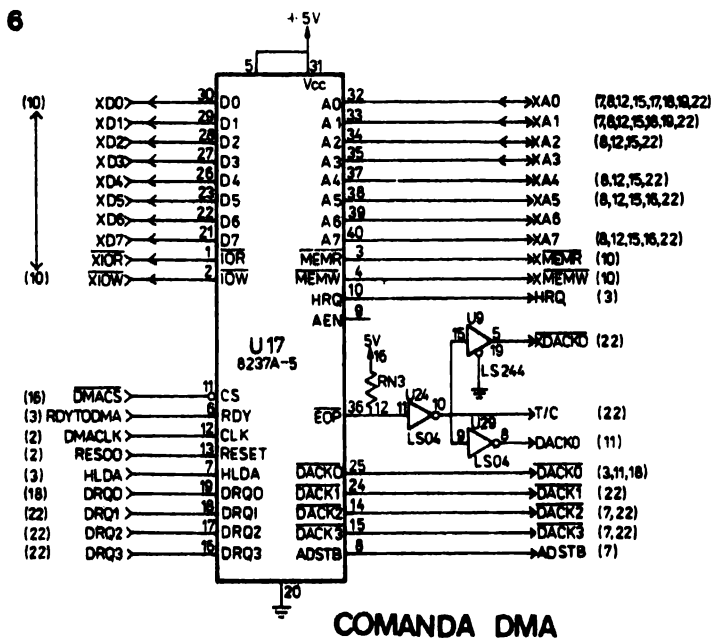 6
+5V
5 31
Vcc
(10) XD0 30 D0 A0 32 XA0 (7,8,12,15,17,18,19,22)
XD1 29 D1 A1 33 XA1 (7,8,12,15,18,19,22)
XD2 28 D2 A2 34 XA2 (8,12,15,22)
XD3 27 D3 A3 35 XA3
XD4 26 D4 A4 37 XA4 (8,12,15,22)
XD5 23 D5 A5 38 XA5 (8,12,15,16,22)
XD6 22 D6 A6 39 XA6
XD7 21 D7 A7 40 XA7 (8,12,15,16,22)
XIOR 1 IOR MEMR 3 XMEMR (10)
(10) XIOW 2 IOW MEMW 4 XMEMW (10)
HRQ 10 HRQ (3)
AEN 9
U17
8237A-5
U9
15 5 XDACK0 (22)
19
LS244
5V
16
RN3
(16) DMACS 11 CS
(3) RDYTODMA 6 RDY EOP 36 12 11 U24 10 T/C (22)
LS04
(2) DMACLK 12 CLK
U29
9 8 DACK0 (11)
LS04
(2) RES00 13 RESET
(3) HLDA 7 HLDA DACK0 25 DACK0 (3,11,18)
(18) DRQ0 19 DRQ0 DACK1 24 DACK1 (22)
(22) DRQ1 18 DRQ1 DACK2 14 DACK2 (7,22)
(22) DRQ2 17 DRQ2 DACK3 15 DACK3 (7,22)
(22) DRQ3 16 DRQ3 ADSTB 8 ADSTB (7)
20
COMANDA DMA